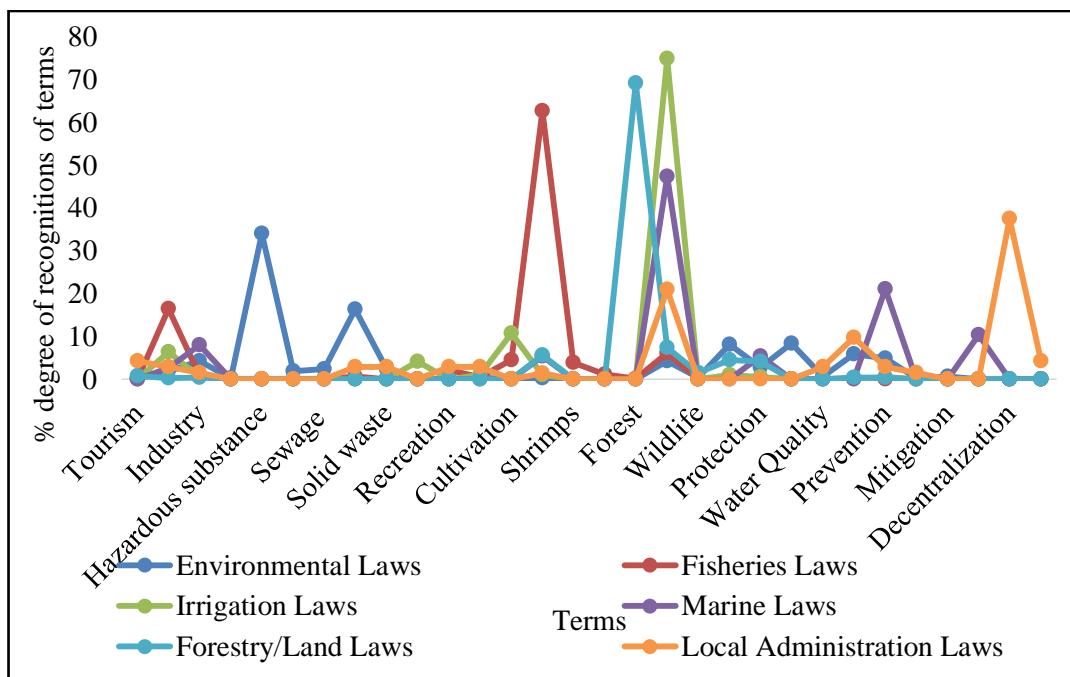 % degree of recognitions of terms
80
70
60
50
40
30
20
10
0
Tourism
Industry
Hazardous substance
Sewage
Solid waste
Recreation
Cultivation
Shrimps
Forest
Wildlife
Protection
Water Quality
Prevention
Mitigation
Decentralization
Terms
Environmental Laws
Fisheries Laws
Irrigation Laws
Marine Laws
Forestry/Land Laws
Local Administration Laws